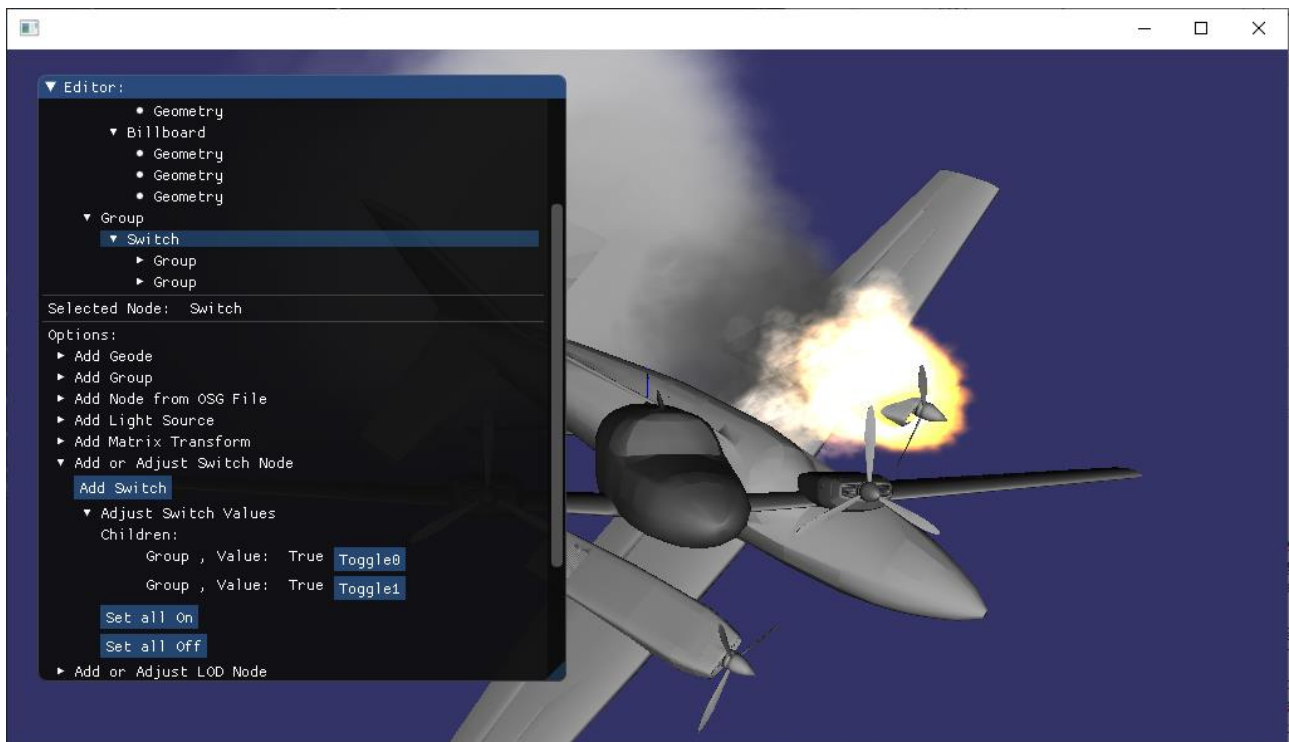 Editor:
Geometry
Billboard
Geometry
Geometry
Geometry
Group
Switch
Group
Group
Selected Node: Switch
Options:
Add Geode
Add Group
Add Node from OSG File
Add Light Source
Add Matrix Transform
Add or Adjust Switch Node
Add Switch
Adjust Switch Values
Children:
Group , Value: True Toggle0
Group , Value: True Toggle1
Set all On
Set all Off
Add or Adjust LOD Node